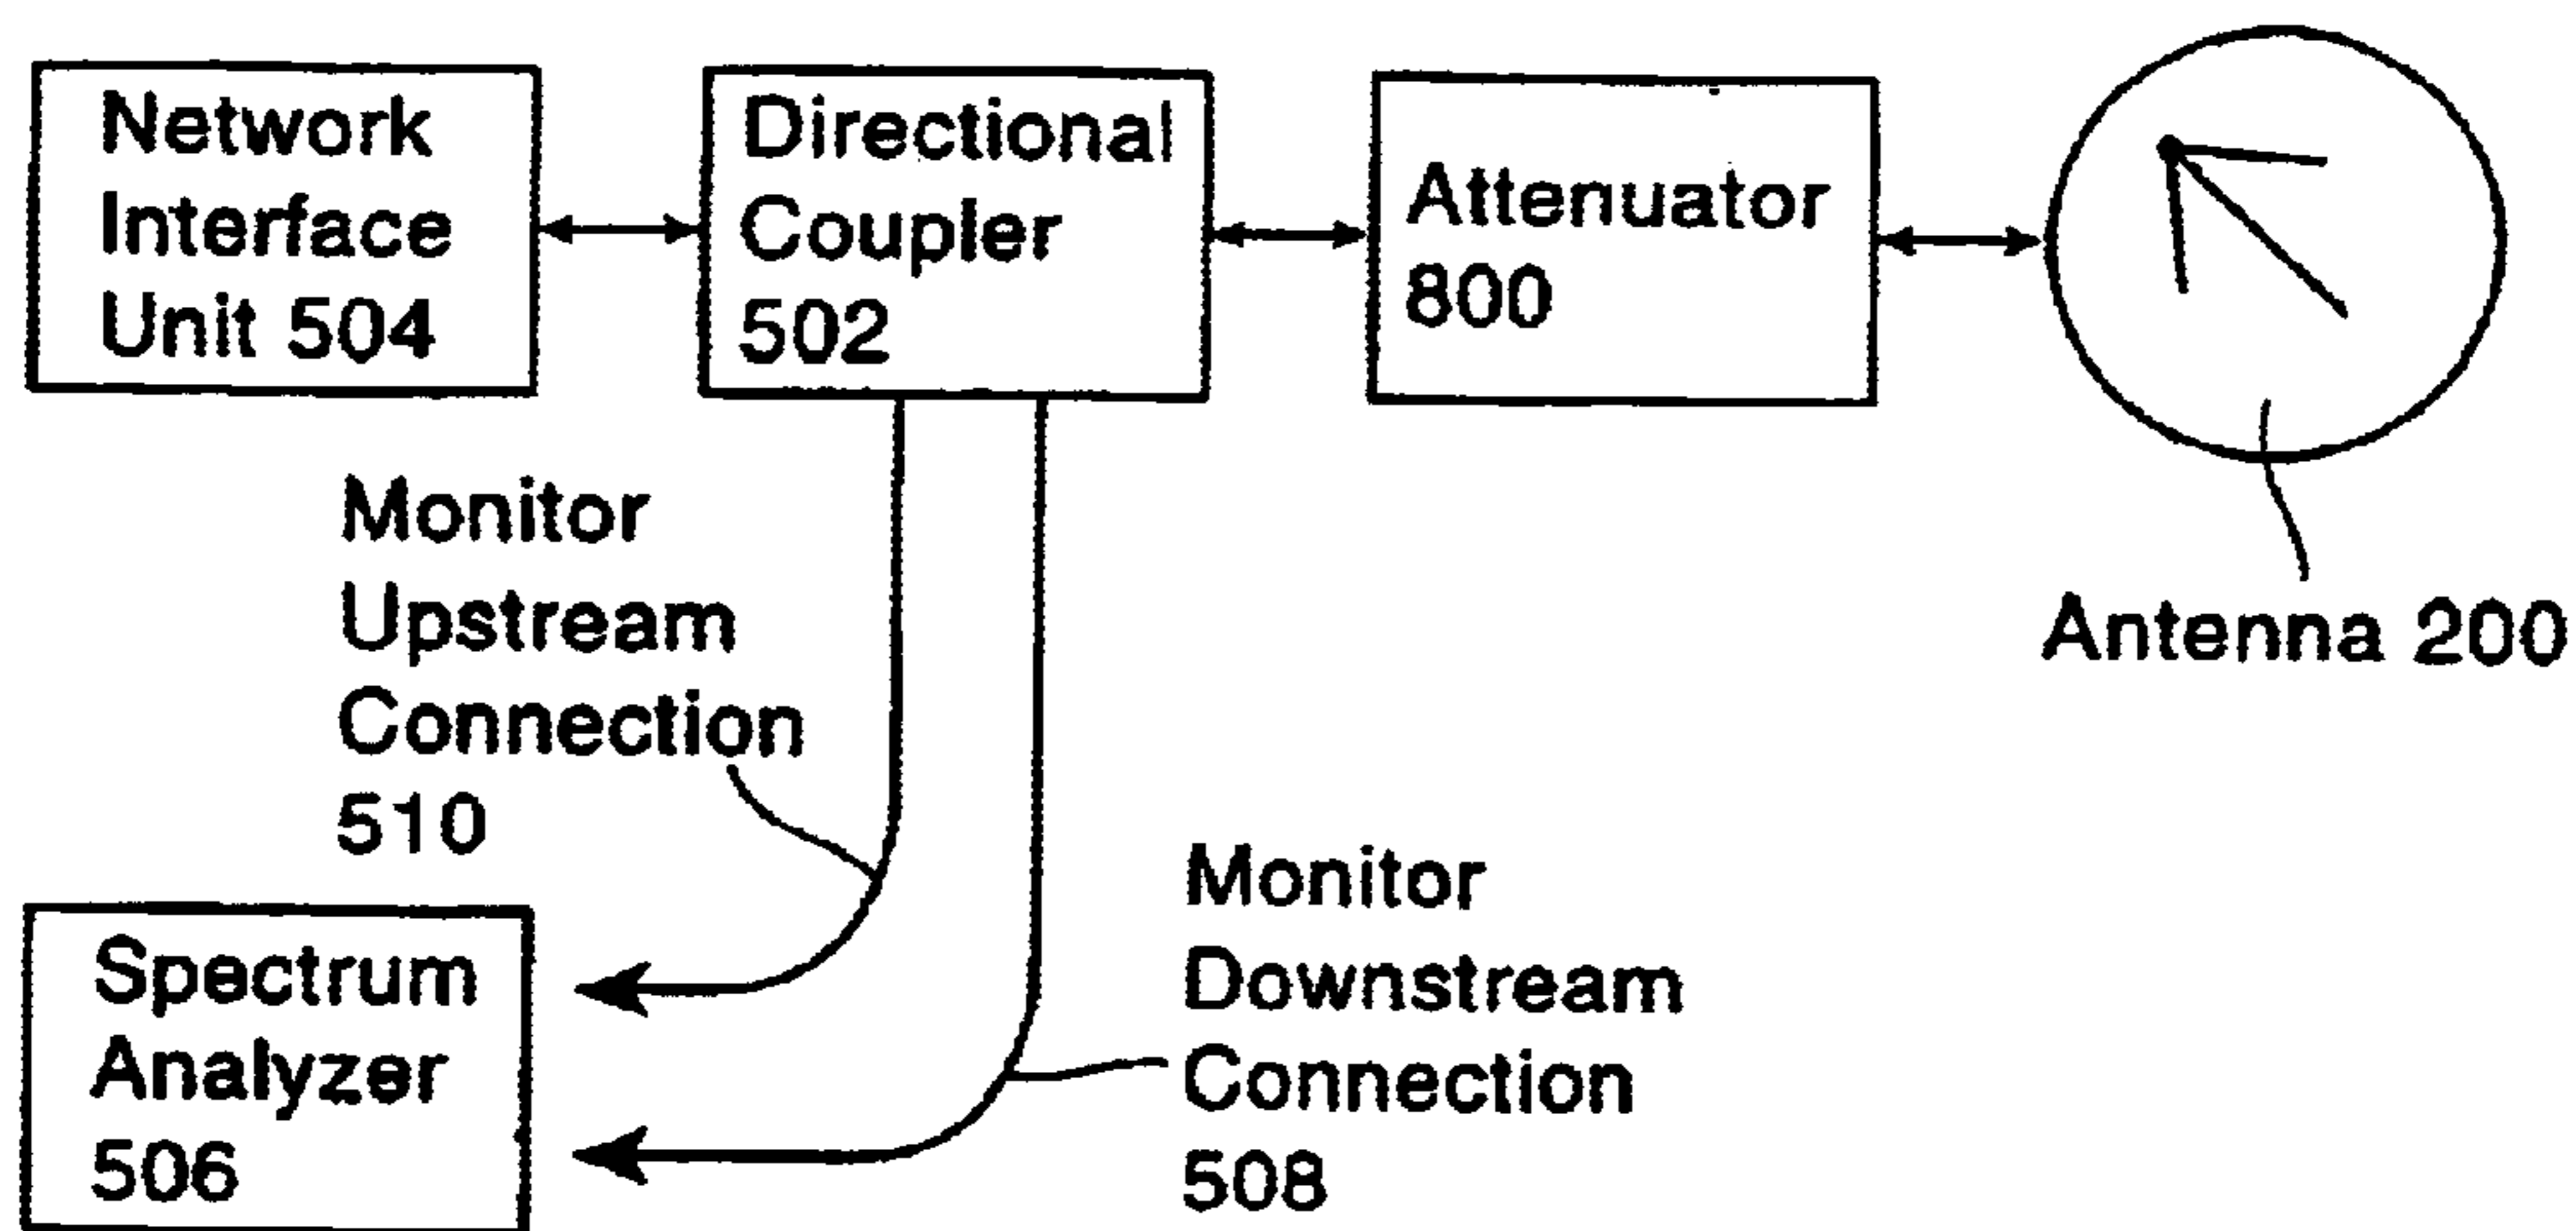 Network
Interface
Unit 504
Directional
Coupler
502
Attenuator
800
Antenna 200
Monitor
Upstream
Connection
510
Monitor
Downstream
Connection
508
Spectrum
Analyzer
506